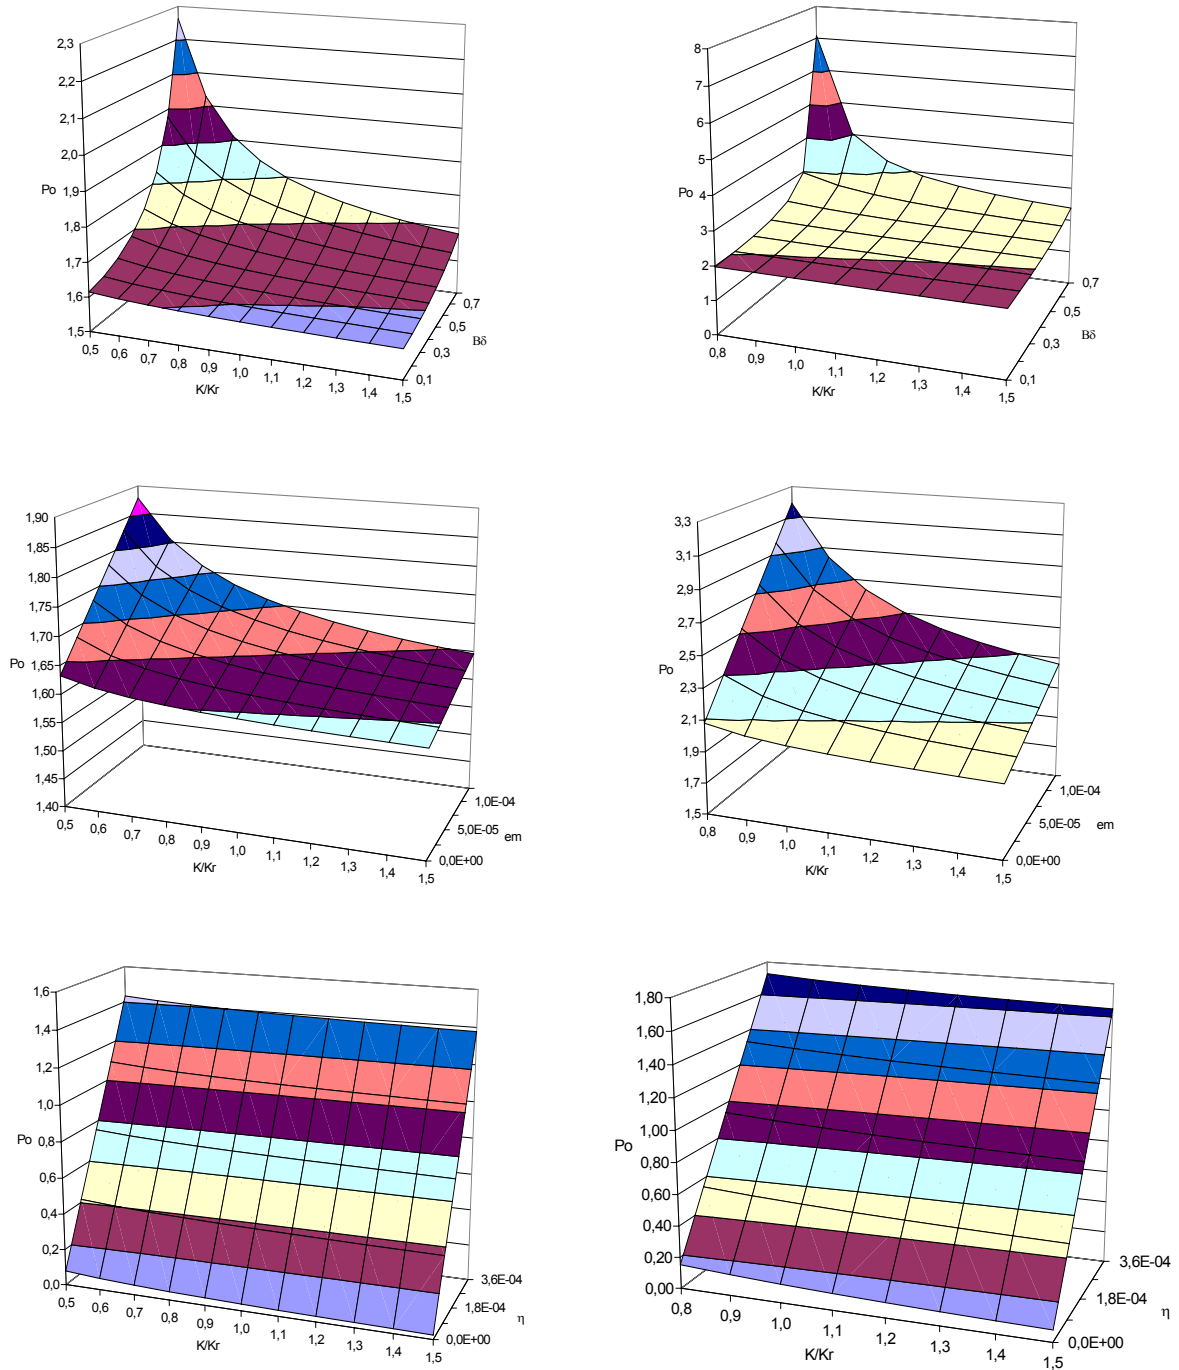 2,3
2,2
2,1
2,0
Po 1,9
1,8
1,7
1,6
1,5
0,5 0,6 0,7 0,8 0,9 1,0 1,1 1,2 1,3 1,4 1,5
K/Kr
0,7
0,5
Bδ
0,3
0,1
8
7
6
5
Po 4
3
2
1
0
0,8 0,9 1,0 1,1 1,2 1,3 1,5
K/Kr
0,7
0,5
Bδ
0,3
0,1
1,90
1,85
1,80
1,75
1,70
Po 1,65
1,60
1,55
1,50
1,45
1,40
0,5 0,6 0,7 0,8 0,9 1,0 1,1 1,2 1,3 1,4 1,5
K/Kr
1,0E-04
5,0E-05 em
0,0E+00
3,3
3,1
2,9
2,7
2,5
Po 2,3
2,1
1,9
1,7
1,5
0,8 0,9 1,0 1,1 1,2 1,3 1,4 1,5
K/Kr
1,0E-04
5,0E-05 em
0,0E+00
1,6
1,4
1,2
1,0
Po 0,8
0,6
0,4
0,2
0,0
0,5 0,6 0,7 0,8 0,9 1,0 1,1 1,2 1,3 1,4 1,5
K/Kr
3,6E-04
1,8E-04
η
0,0E+00
1,80
1,60
1,40
1,20
1,00
Po
0,80
0,60
0,40
0,20
0,00
0,8 0,9 1,0 1,1 1,2 1,3 1,4 1,5
K/Kr
3,6E-04
1,8E-04
η
0,0E+00